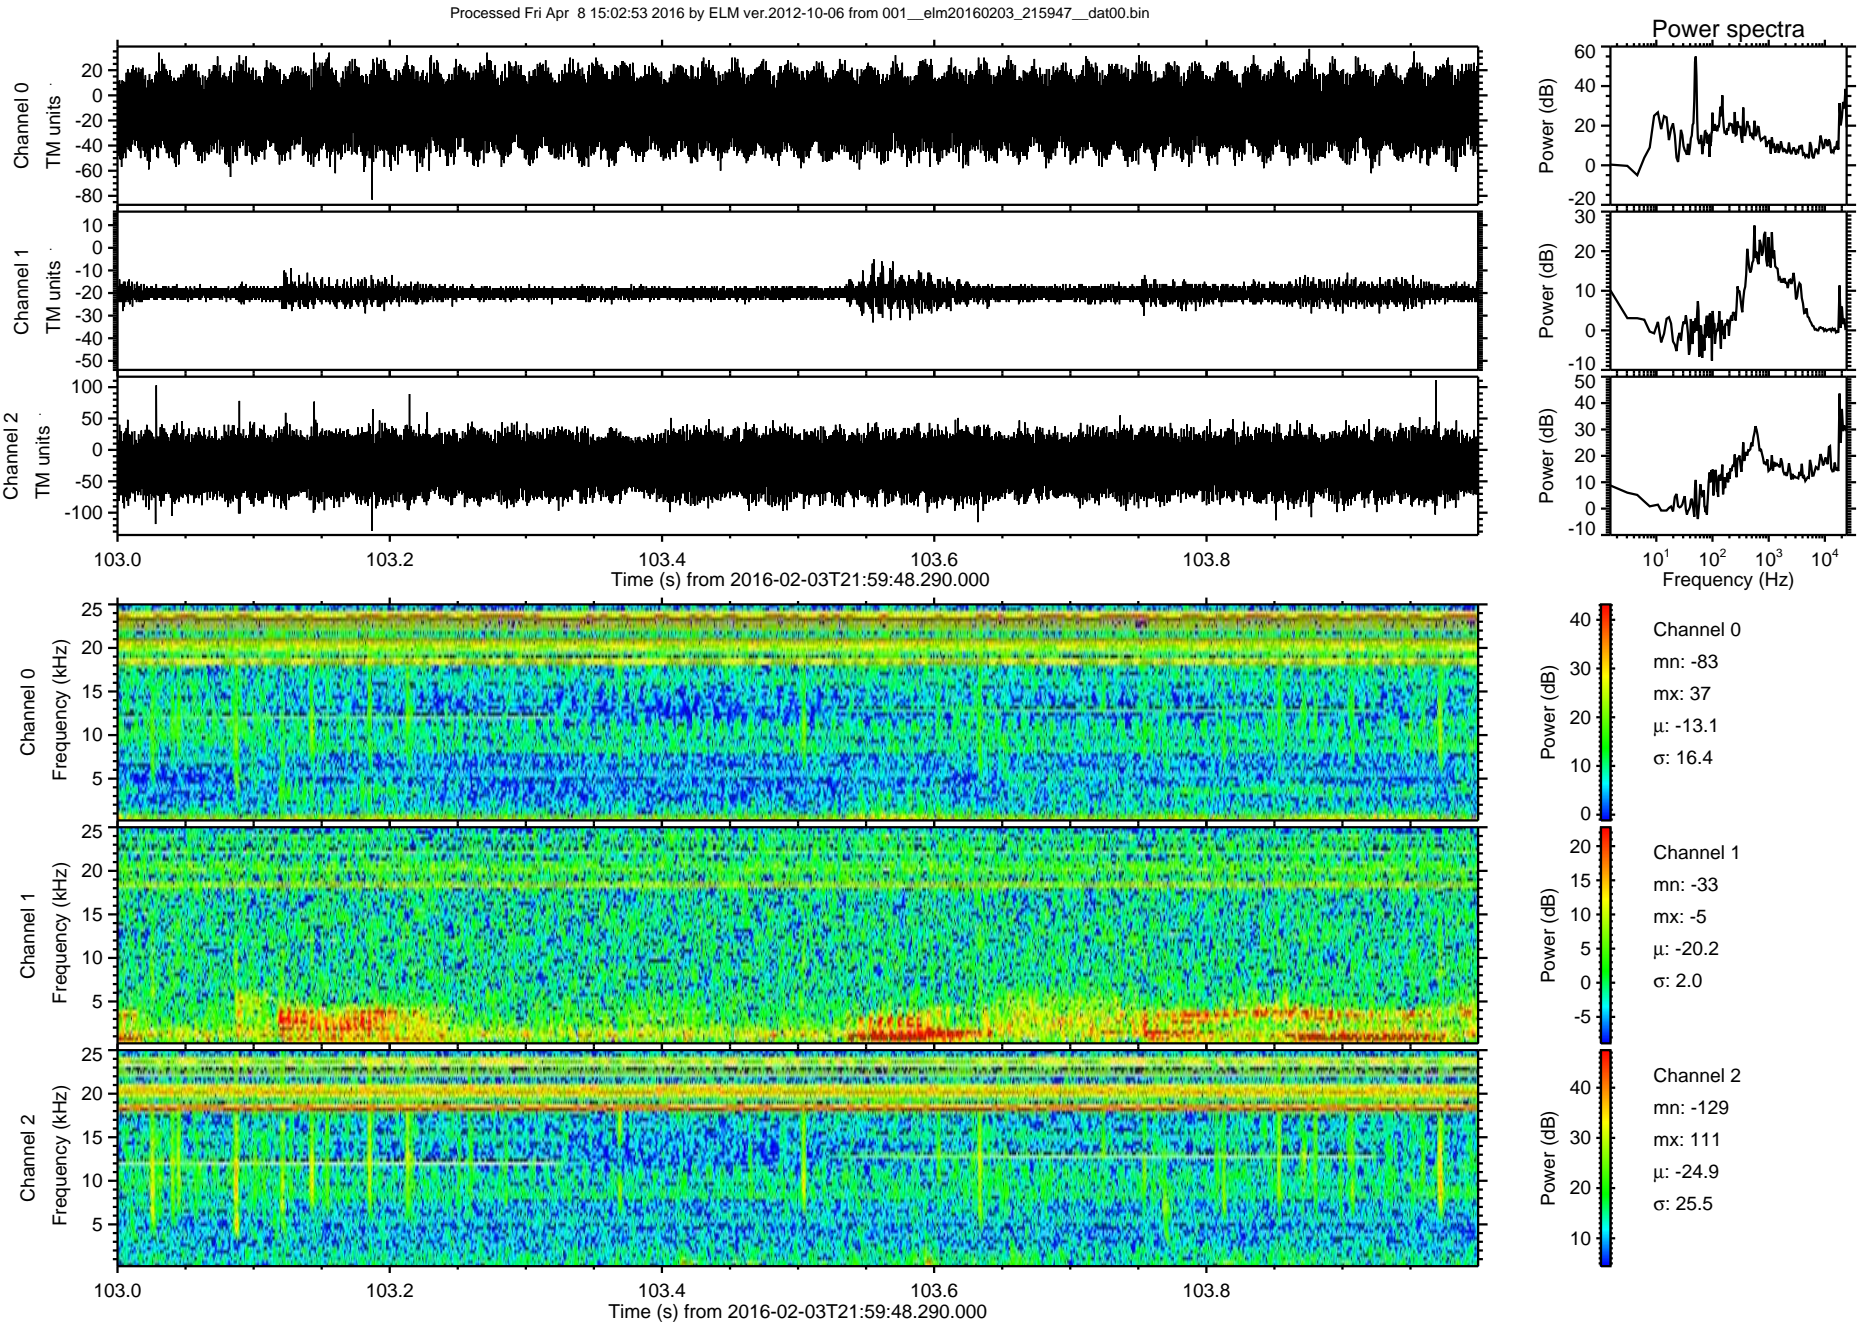 Processed Fri Apr  8 15:02:53 2016 by ELM ver.2012-10-06 from 001__elm20160203_215947__dat00.bin
Power spectra
Channel 0
TM units
20
0
-20
-40
-60
-80
Power (dB)
60
40
20
0
-20
Channel 1
TM units
10
0
-10
-20
-30
-40
-50
Power (dB)
30
20
10
0
-10
Channel 2
TM units
100
50
0
-50
-100
Power (dB)
50
40
30
20
10
0
-10
103.0 103.2 103.4 103.6 103.8
Time (s) from 2016-02-03T21:59:48.290.000
10^1 10^2 10^3 10^4
Frequency (Hz)
Channel 0
Frequency (kHz)
25
20
15
10
5
Power (dB)
40
30
20
10
0
Channel 0
mn: -83
mx: 37
μ: -13.1
σ: 16.4
Channel 1
Frequency (kHz)
25
20
15
10
5
Power (dB)
20
15
10
5
0
-5
Channel 1
mn: -33
mx: -5
μ: -20.2
σ: 2.0
Channel 2
Frequency (kHz)
25
20
15
10
5
Power (dB)
40
30
20
10
Channel 2
mn: -129
mx: 111
μ: -24.9
σ: 25.5
103.0 103.2 103.4 103.6 103.8
Time (s) from 2016-02-03T21:59:48.290.000